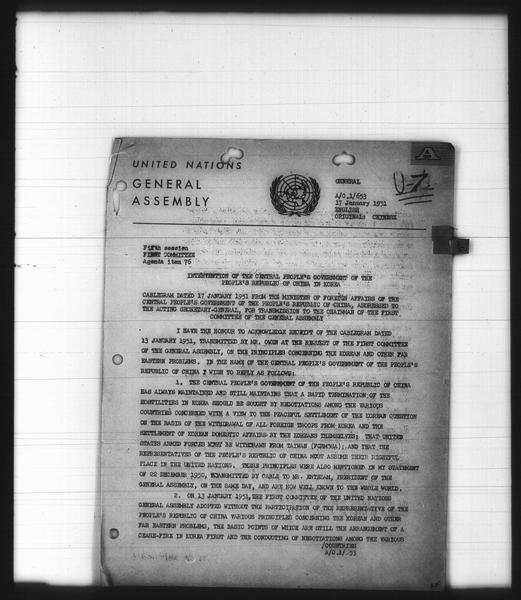 UNITED NATIONS
GENERAL
ASSEMBLY
A
GENERAL
A/C.1/653
17 January 1951
ENGLISH
ORIGINAL: CHINESE
Fifth session
FIRST COMMITTEE
Agenda item 76
INTERVENTION OF THE CENTRAL PEOPLE'S GOVERNMENT OF THE
PEOPLE'S REPUBLIC OF CHINA IN KOREA
CABLEGRAM DATED 17 JANUARY 1951 FROM THE MINISTER OF FOREIGN AFFAIRS OF THE
CENTRAL PEOPLE'S GOVERNMENT OF THE PEOPLE'S REPUBLIC OF CHINA, ADDRESSED TO
THE ACTING SECRETARY-GENERAL, FOR TRANSMISSION TO THE CHAIRMAN OF THE FIRST
COMMITTEE OF THE GENERAL ASSEMBLY
I HAVE THE HONOUR TO ACKNOWLEDGE RECEIPT OF THE CABLEGRAM DATED
13 JANUARY 1951, TRANSMITTED BY MR. OWEN AT THE REQUEST OF THE FIRST COMMITTEE
OF THE GENERAL ASSEMBLY, ON THE PRINCIPLES CONCERNING THE KOREAN AND OTHER FAR
EASTERN PROBLEMS. IN THE NAME OF THE CENTRAL PEOPLE'S GOVERNMENT OF THE PEOPLE'S
REPUBLIC OF CHINA I WISH TO REPLY AS FOLLOWS:
1. THE CENTRAL PEOPLE'S GOVERNMENT OF THE PEOPLE'S REPUBLIC OF CHINA
HAS ALWAYS MAINTAINED AND STILL MAINTAINS THAT A RAPID TERMINATION OF THE
HOSTILITIES IN KOREA SHOULD BE SOUGHT BY NEGOTIATIONS AMONG THE VARIOUS
COUNTRIES CONCERNED WITH A VIEW TO THE PEACEFUL SETTLEMENT OF THE KOREAN QUESTION
ON THE BASIS OF THE WITHDRAWAL OF ALL FOREIGN TROOPS FROM KOREA AND THE
SETTLEMENT OF KOREAN DOMESTIC AFFAIRS BY THE KOREANS THEMSELVES; THAT UNITED
STATES ARMED FORCES MUST BE WITHDRAWN FROM TAIWAN (FORMOSA); AND THAT THE
REPRESENTATIVES OF THE PEOPLE'S REPUBLIC OF CHINA MUST ASSUME THEIR RIGHTFUL
PLACE IN THE UNITED NATIONS. THESE PRINCIPLES WERE ALSO MENTIONED IN MY STATEMENT
OF 22 DECEMBER 1950, TRANSMITTED BY CABLE TO MR. ENTEZAM, PRESIDENT OF THE
GENERAL ASSEMBLY, ON THE SAME DAY, AND ARE NOW WELL KNOWN TO THE WHOLE WORLD.
2. ON 13 JANUARY 1951, THE FIRST COMMITTEE OF THE UNITED NATIONS
GENERAL ASSEMBLY ADOPTED WITHOUT THE PARTICIPATION OF THE REPRESENTATIVE OF THE
PEOPLE'S REPUBLIC OF CHINA VARIOUS PRINCIPLES CONCERNING THE KOREAN AND OTHER
FAR EASTERN PROBLEMS, THE BASIC POINTS OF WHICH ARE STILL THE ARRANGEMENT OF A
CEASE-FIRE IN KOREA FIRST AND THE CONDUCTING OF NEGOTIATIONS AMONG THE VARIOUS
/COUNTRIES
A/C.1/653